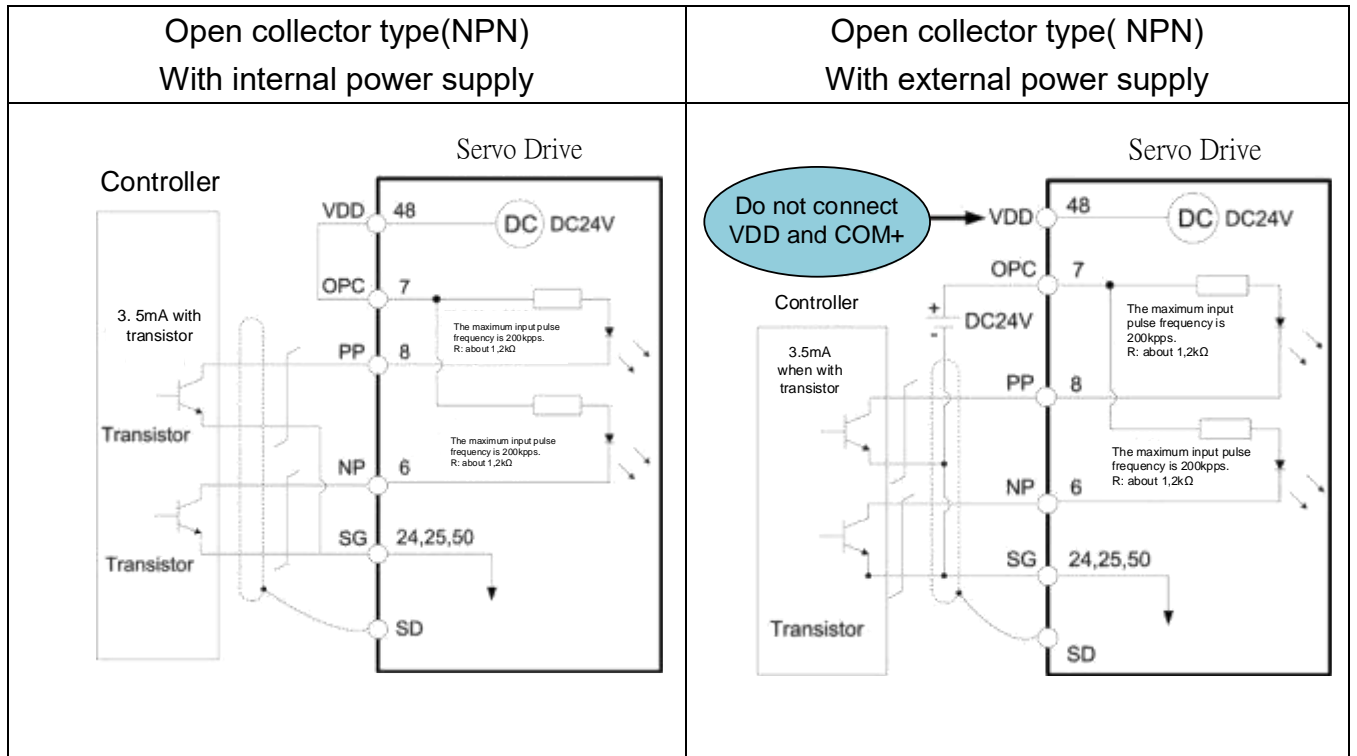 Open collector type(NPN)
With internal power supply
Open collector type( NPN)
With external power supply
Servo Drive
Controller
VDD
48
DC
DC24V
OPC
7
3. 5mA with
transistor
The maximum input pulse
frequency is 200kpps.
R: about 1,2kΩ
PP
8
Transistor
The maximum input pulse
frequency is 200kpps.
R: about 1,2kΩ
NP
6
SG
24,25,50
Transistor
SD
Servo Drive
Do not connect
VDD and COM+
VDD
48
DC
DC24V
OPC
7
Controller
+
DC24V
-
The maximum input
pulse frequency is
200kpps.
R: about 1,2kΩ
3.5mA
when with
transistor
PP
8
The maximum input pulse
frequency is 200kpps.
R: about 1,2kΩ
NP
6
SG
24,25,50
Transistor
SD